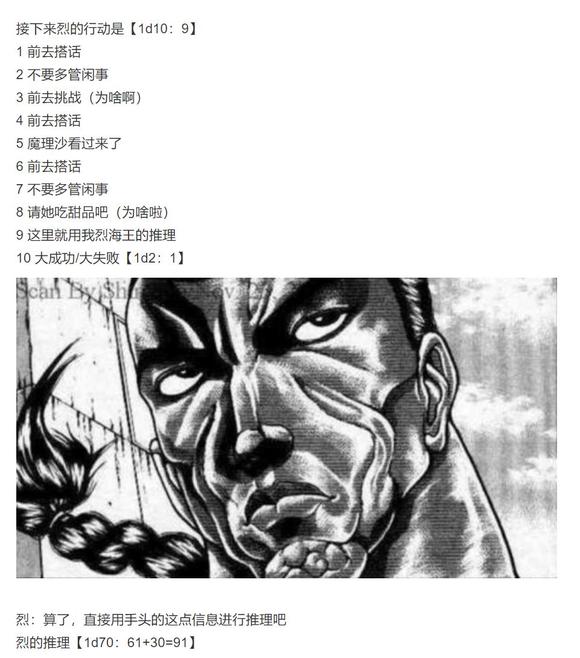 接下来烈的行动是【1d10：9】
1 前去搭话
2 不要多管闲事
3 前去挑战（为啥啊）
4 前去搭话
5 魔理沙看过来了
6 前去搭话
7 不要多管闲事
8 请她吃甜品吧（为啥啦）
9 这里就用我烈海王的推理
10 大成功/大失败【1d2：1】
Scan By
烈：算了，直接用手头的这点信息进行推理吧
烈的推理【1d70：61+30=91】